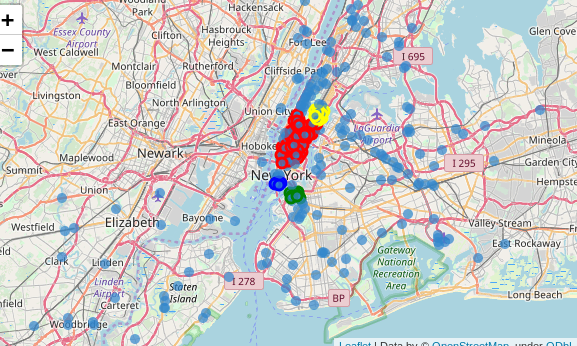 Woodland
Park
Hackensack
+
−
Essex County
Airport
Clifton
Hasbrouck
Heights
Fort Lee
Glen Cove
West Caldwell
I 695
Montclair
Rutherford
Cliffside Park
Bloomfield
Livingston
North Arlington
Union City
East Orange
LaGuardia
Airport
Hoboken
Mineola
Maplewood
Newark
I 295
Garden City
Summit
New York
Hempste
Union
Elizabeth
Bayonne
Westfield
Valley Stream
East Rockaway
Clark
Linden
Gateway
National
Recreation
Area
Linden
Airport
Staten
Island
I 278
BP
Long Beach
nfield
Carteret
Woodbridge
Leaflet | Data by © OpenStreetMap, under ODbL